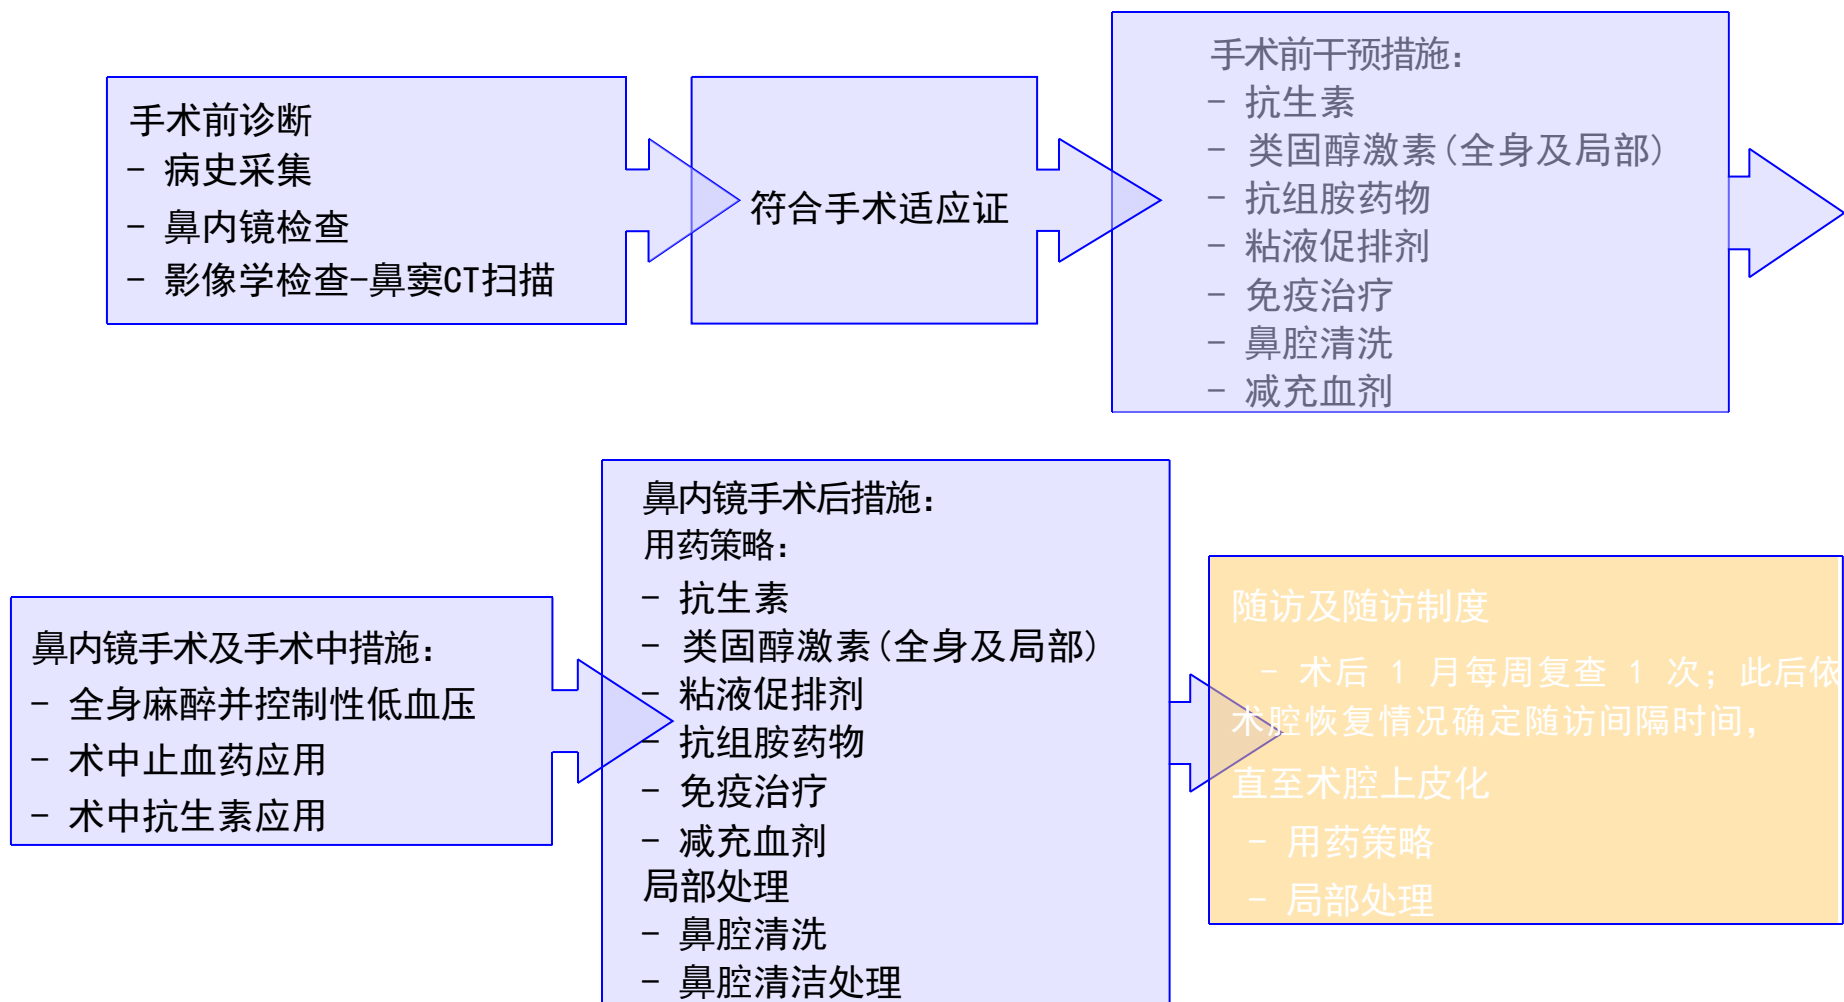 手术前诊断
- 病史采集
- 鼻内镜检查
- 影像学检查-鼻窦CT扫描
符合手术适应证
手术前干预措施：
- 抗生素
- 类固醇激素(全身及局部)
- 抗组胺药物
- 粘液促排剂
- 免疫治疗
- 鼻腔清洗
- 减充血剂
鼻内镜手术及手术中措施：
- 全身麻醉并控制性低血压
- 术中止血药应用
- 术中抗生素应用
鼻内镜手术后措施：
用药策略：
- 抗生素
- 类固醇激素(全身及局部)
- 粘液促排剂
- 抗组胺药物
- 免疫治疗
- 减充血剂
局部处理
- 鼻腔清洗
- 鼻腔清洁处理
随访及随访制度
- 术后 1 月每周复查 1 次；此后依
术腔恢复情况确定随访间隔时间，
直至术腔上皮化
- 用药策略
- 局部处理